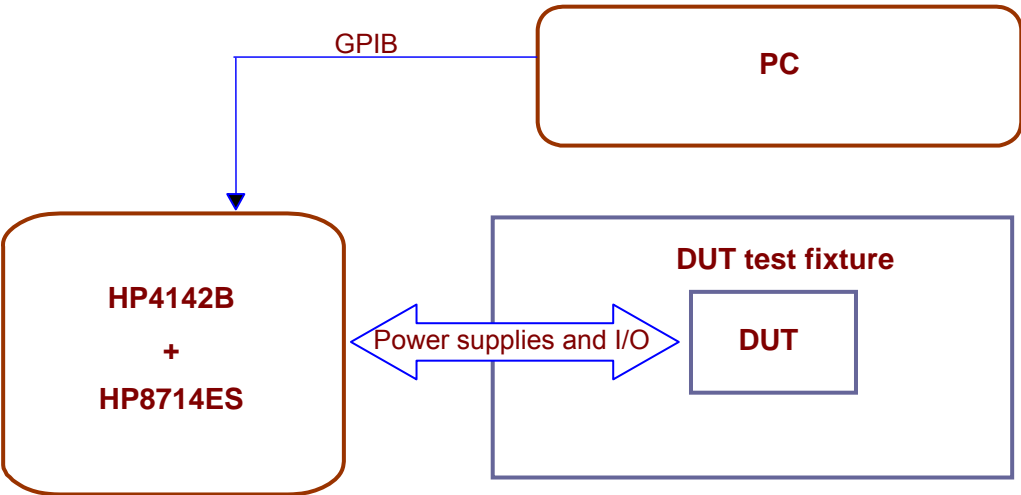 GPIB
PC
DUT test fixture
HP4142B
+
HP8714ES
Power supplies and I/O
DUT